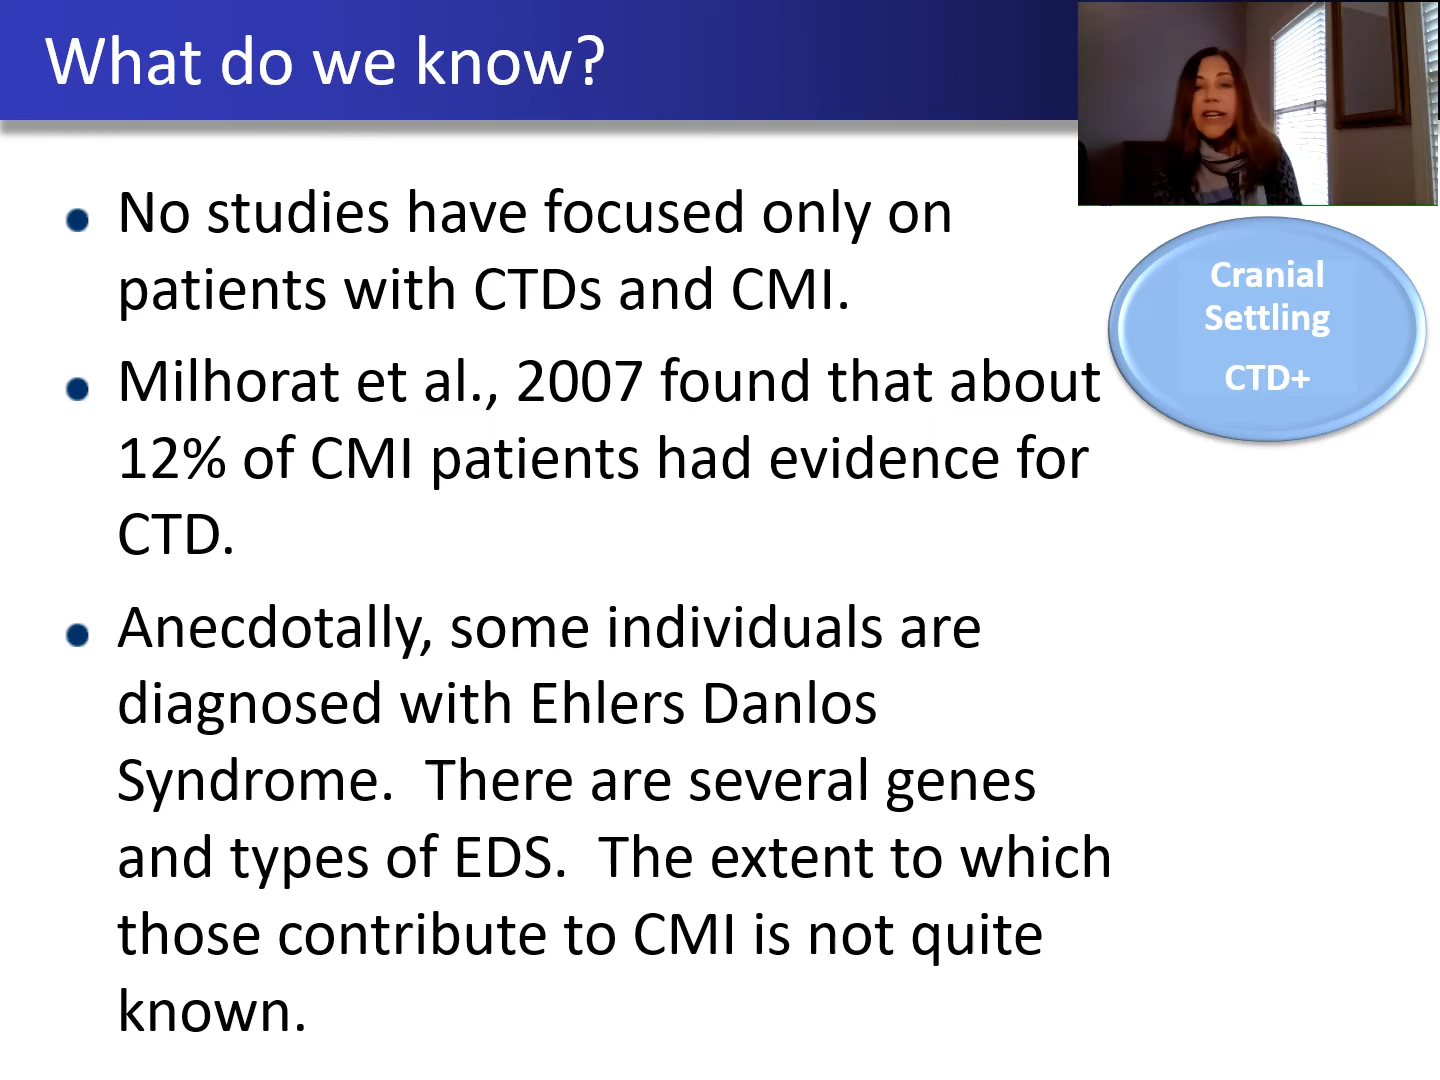 What do we know?
No studies have focused only on
patients with CTDs and CMI.
Milhorat et al., 2007 found that about
12% of CMI patients had evidence for
CTD.
Anecdotally, some individuals are
diagnosed with Ehlers Danlos
Syndrome.  There are several genes
and types of EDS.  The extent to which
those contribute to CMI is not quite
known.
Cranial
Settling
CTD+